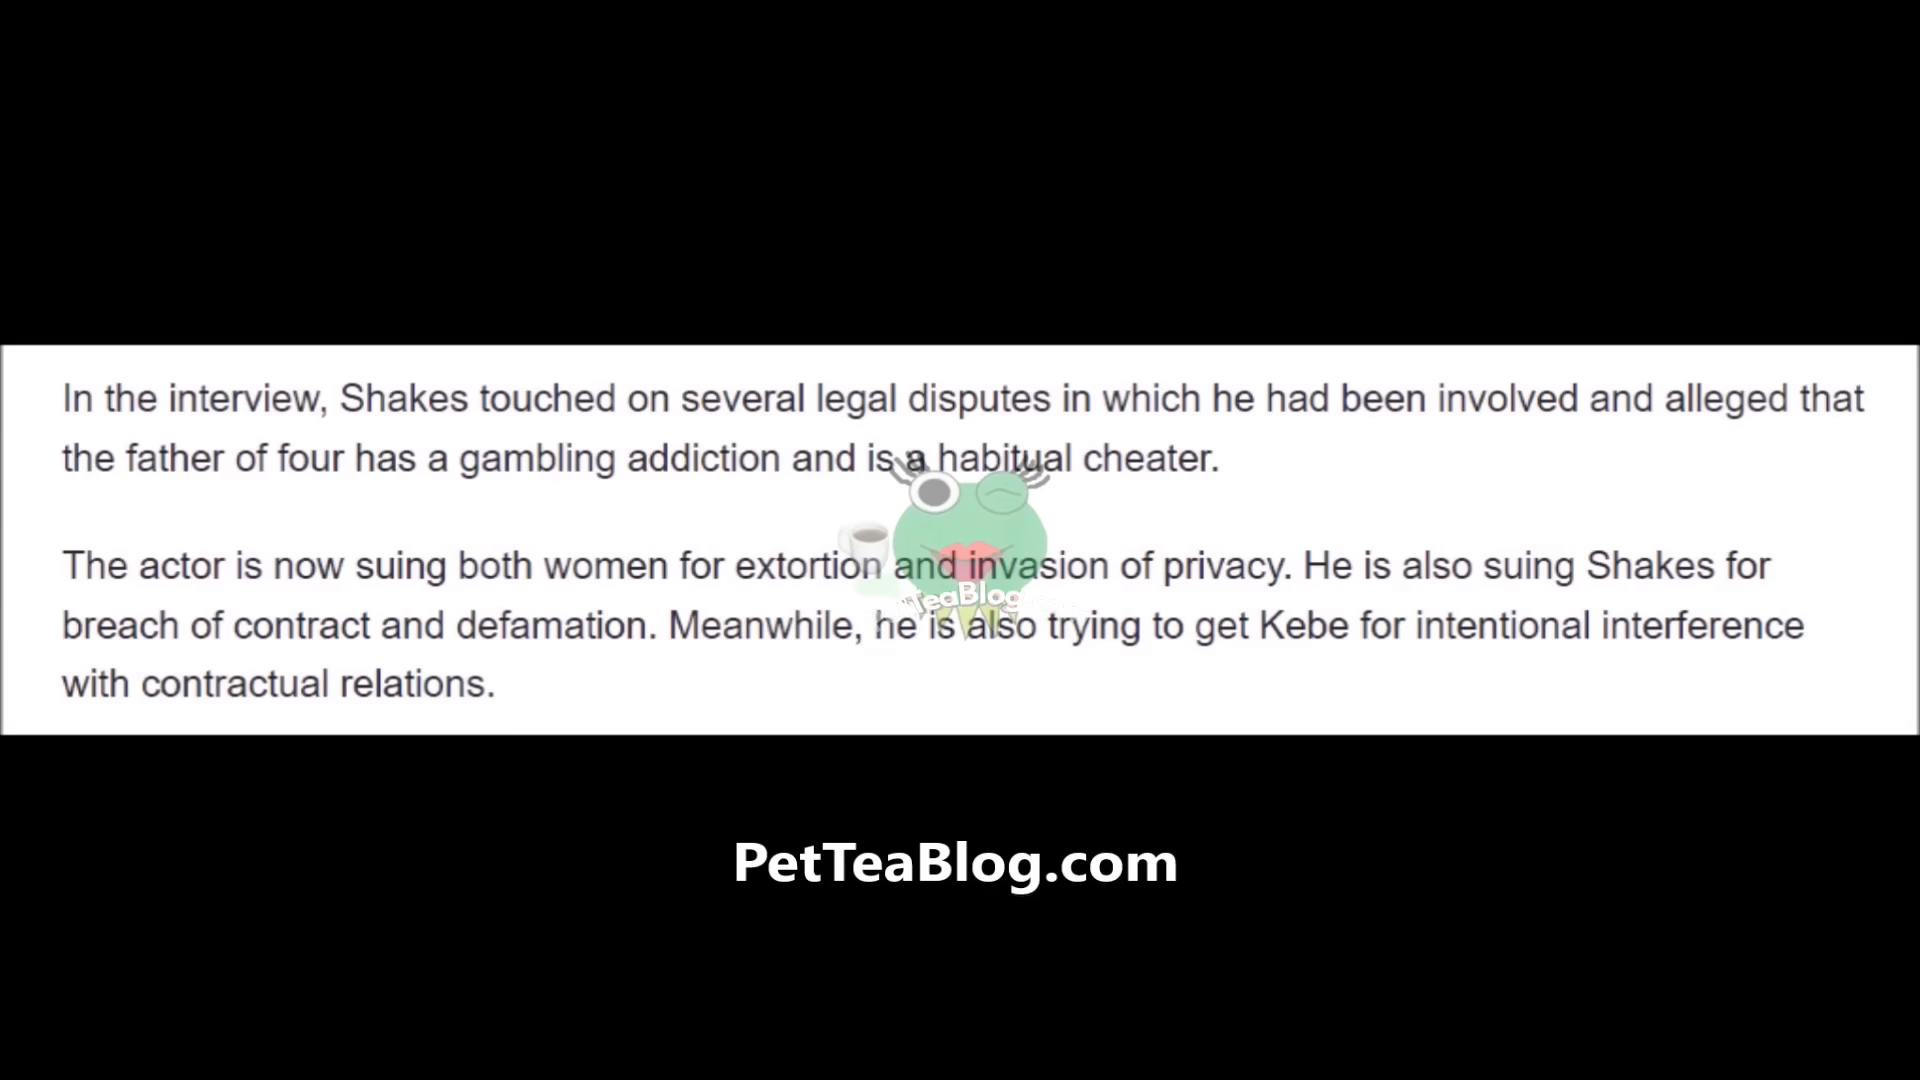 In the interview, Shakes touched on several legal disputes in which he had been involved and alleged that
the father of four has a gambling addiction and is a habitual cheater.
The actor is now suing both women for extortion and invasion of privacy. He is also suing Shakes for
breach of contract and defamation. Meanwhile, he is also trying to get Kebe for intentional interference
with contractual relations.
TeaBlog
PetTeaBlog.com